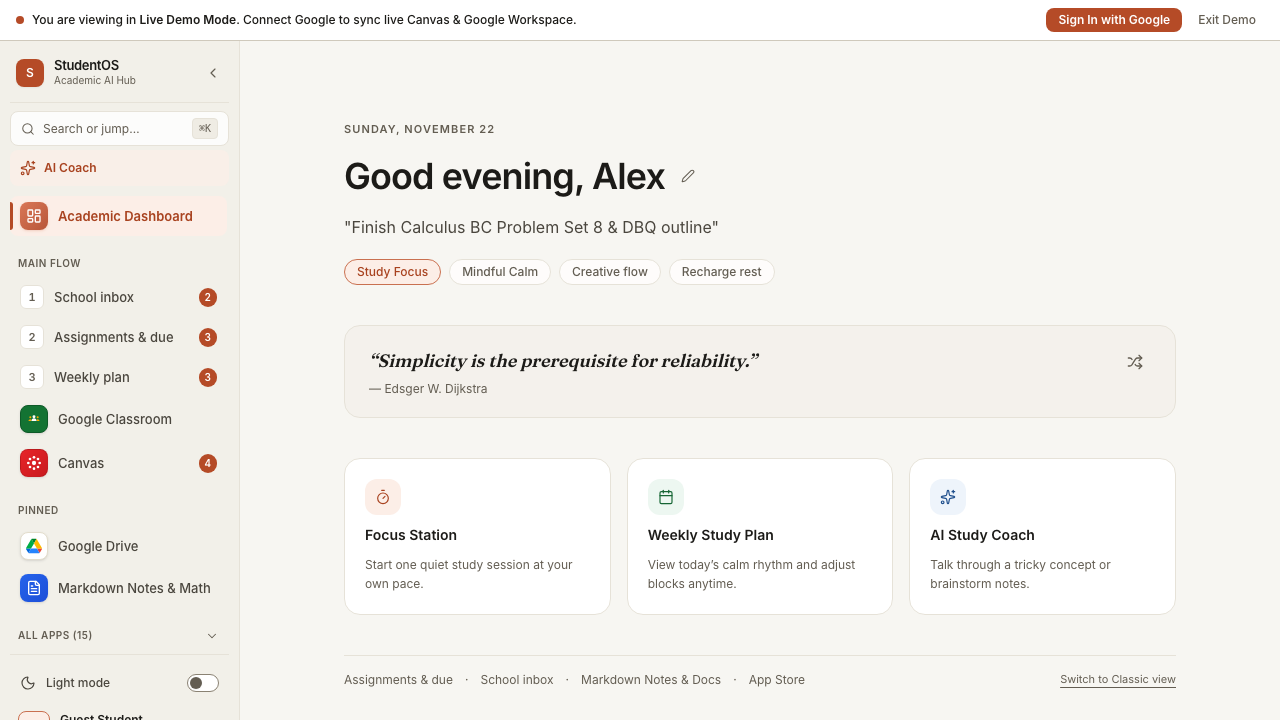 You are viewing in Live Demo Mode. Connect Google to sync live Canvas & Google Workspace.
Sign In with Google
Exit Demo
S
StudentOS
Academic AI Hub
Search or jump...
⌘K
AI Coach
Academic Dashboard
MAIN FLOW
1 School inbox 2
2 Assignments & due 3
3 Weekly plan 3
Google Classroom
Canvas 4
PINNED
Google Drive
Markdown Notes & Math
ALL APPS (15)
Light mode
Guest Student
SUNDAY, NOVEMBER 22
Good evening, Alex
"Finish Calculus BC Problem Set 8 & DBQ outline"
Study Focus
Mindful Calm
Creative flow
Recharge rest
“Simplicity is the prerequisite for reliability.”
— Edsger W. Dijkstra
Focus Station
Start one quiet study session at your
own pace.
Weekly Study Plan
View today’s calm rhythm and adjust
blocks anytime.
AI Study Coach
Talk through a tricky concept or
brainstorm notes.
Assignments & due · School inbox · Markdown Notes & Docs · App Store
Switch to Classic view